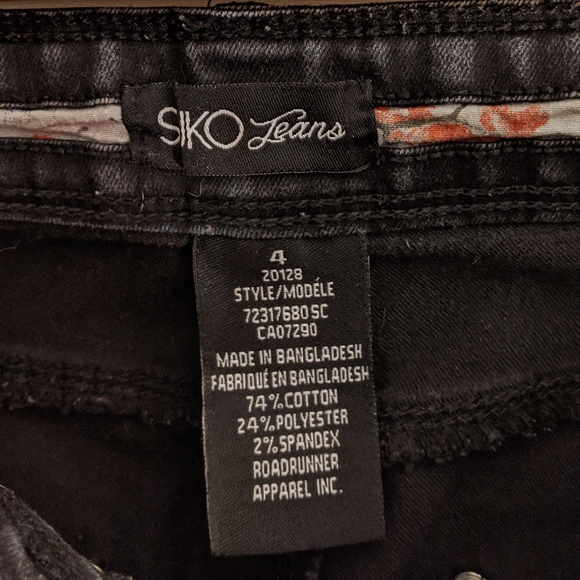 SIKO Jeans
4
20128
STYLE/MODÉLE
72317680 SC
CA07290
MADE IN BANGLADESH
FABRIQUÉ EN BANGLADESH
74% COTTON
24% POLYESTER
2% SPANDEX
ROADRUNNER
APPAREL INC.